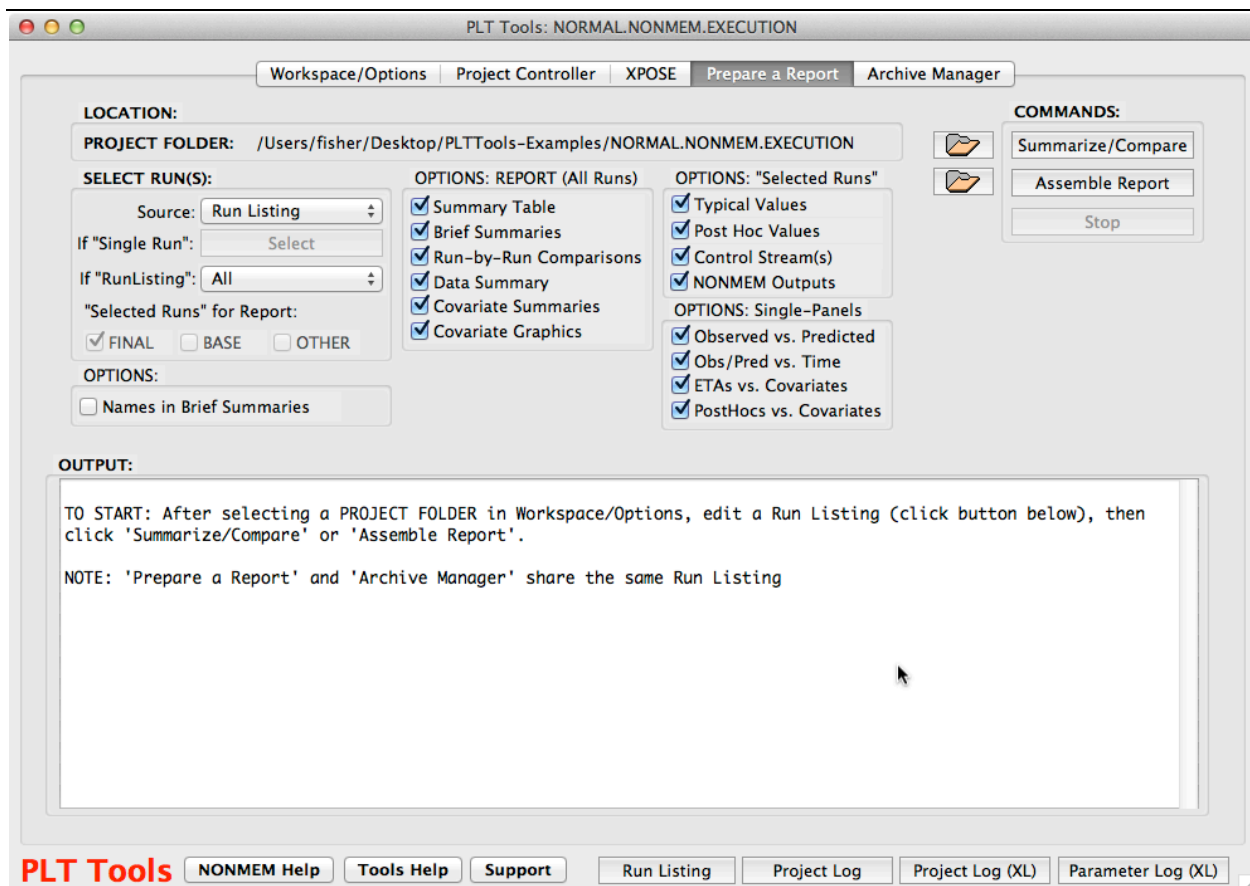 PLT Tools: NORMAL.NONMEM.EXECUTION
Workspace/Options Project Controller XPOSE Prepare a Report Archive Manager
LOCATION:
PROJECT FOLDER: /Users/fisher/Desktop/PLTTools-Examples/NORMAL.NONMEM.EXECUTION
SELECT RUN(S):
Source: Run Listing
If "Single Run": Select
If "RunListing": All
"Selected Runs" for Report:
FINAL BASE OTHER
OPTIONS:
Names in Brief Summaries
OPTIONS: REPORT (All Runs)
Summary Table
Brief Summaries
Run-by-Run Comparisons
Data Summary
Covariate Summaries
Covariate Graphics
OPTIONS: "Selected Runs"
Typical Values
Post Hoc Values
Control Stream(s)
NONMEM Outputs
OPTIONS: Single-Panels
Observed vs. Predicted
Obs/Pred vs. Time
ETAs vs. Covariates
PostHocs vs. Covariates
COMMANDS:
Summarize/Compare
Assemble Report
Stop
OUTPUT:
TO START: After selecting a PROJECT FOLDER in Workspace/Options, edit a Run Listing (click button below), then
click 'Summarize/Compare' or 'Assemble Report'.
NOTE: 'Prepare a Report' and 'Archive Manager' share the same Run Listing
PLT Tools NONMEM Help Tools Help Support Run Listing Project Log Project Log (XL) Parameter Log (XL)